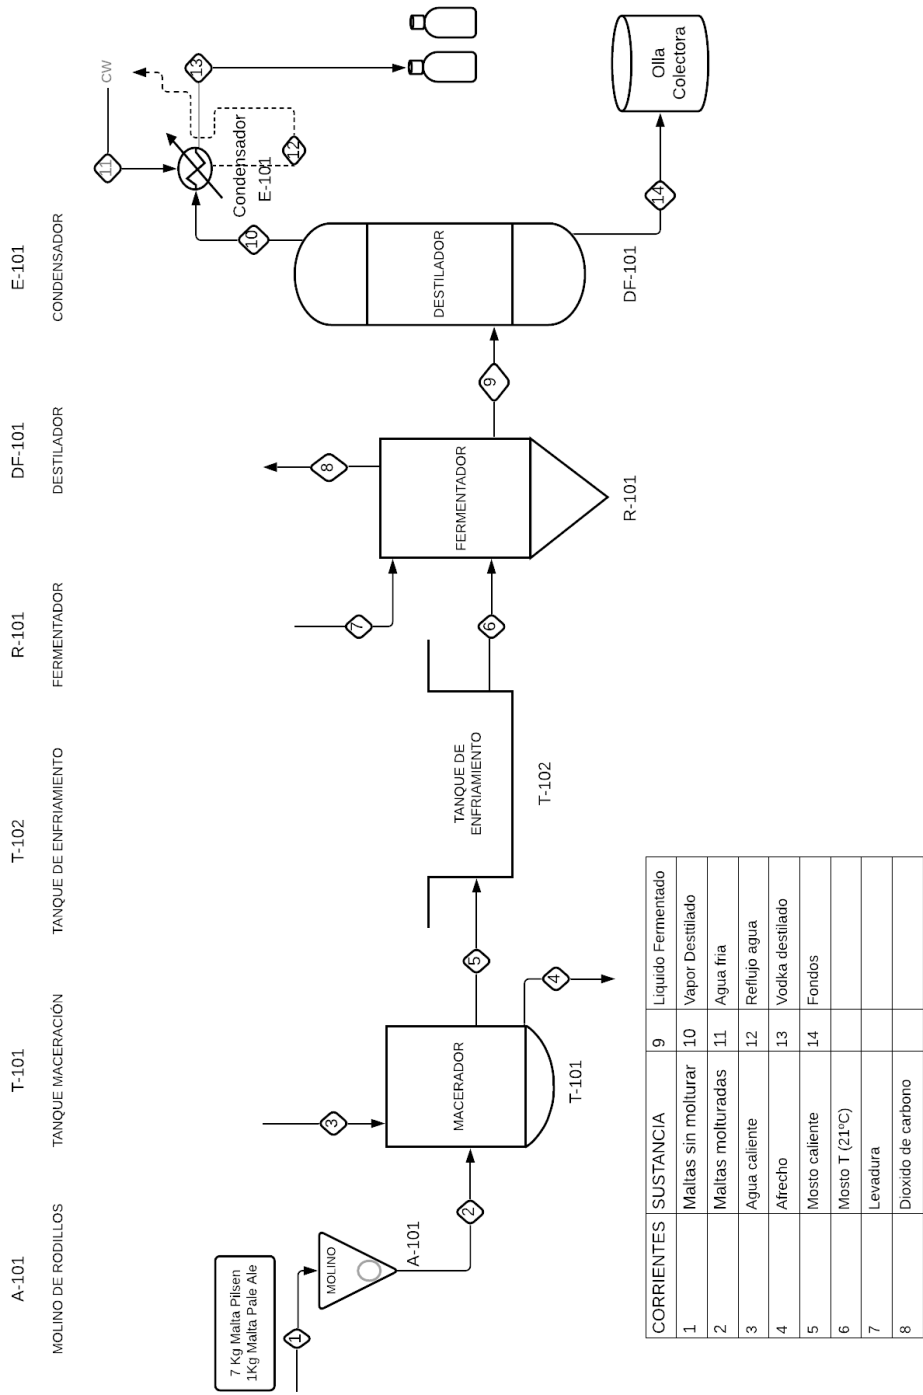 A-101
MOLINO DE RODILLOS
T-101
TANQUE MACERACIÓN
T-102
TANQUE DE ENFRIAMIENTO
R-101
FERMENTADOR
DF-101
DESTILADOR
E-101
CONDENSADOR
7 Kg Malta Pilsen
1Kg Malta Pale Ale
1
MOLINO
A-101
2
3
MACERADOR
T-101
4
5
TANQUE DE
ENFRIAMIENTO
T-102
6
7
FERMENTADOR
R-101
8
9
DESTILADOR
DF-101
10
11
CW
Condensador
E-101
12
13
14
Olla
Colectora
CORRIENTES SUSTANCIA
1 Maltas sin molturar
2 Maltas molturadas
3 Agua caliente
4 Afrecho
5 Mosto caliente
6 Mosto T (21ºC)
7 Levadura
8 Dioxido de carbono
9 Liquido Fermentado
10 Vapor Desttilado
11 Agua fria
12 Reflujo agua
13 Vodka destilado
14 Fondos